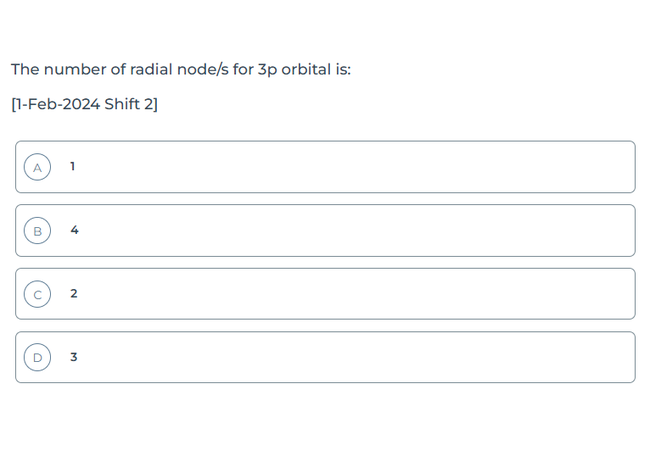 The number of radial node/s for 3p orbital is:
[1-Feb-2024 Shift 2]
A 1
B 4
C 2
D 3